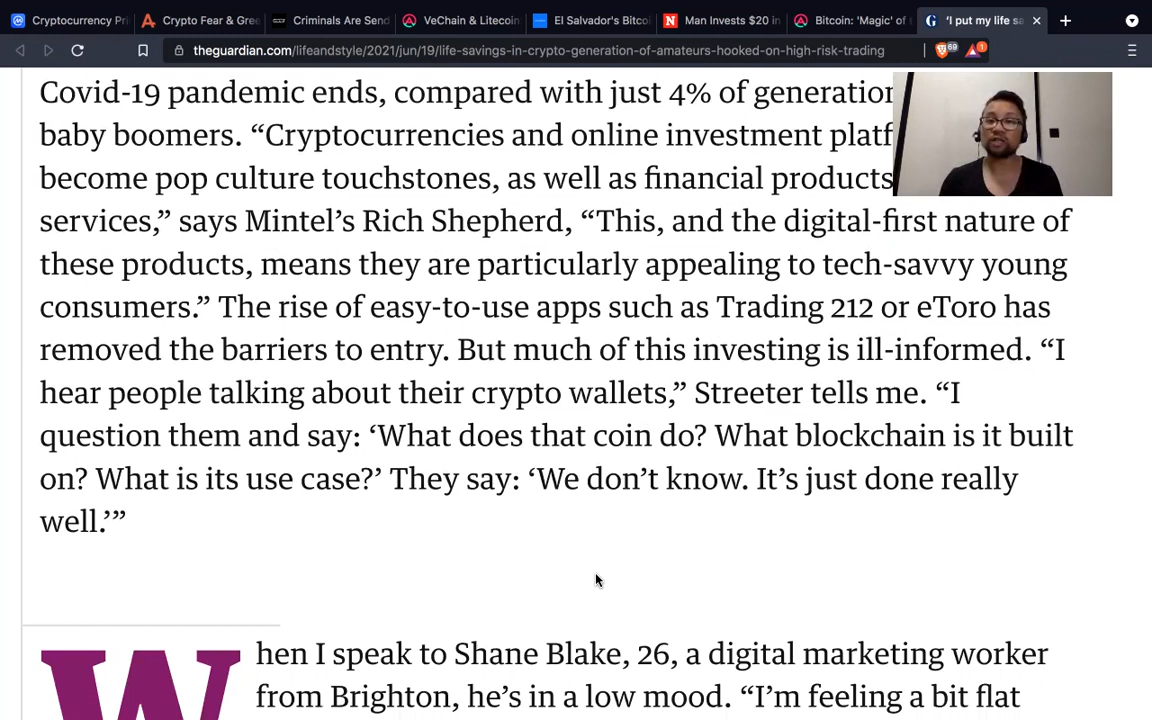 Cryptocurrency Pri
Crypto Fear & Gre
Criminals Are Send
VeChain & Litecoin
El Salvador's Bitco
Man Invests $20 in
Bitcoin: 'Magic' of
'I put my life sa
theguardian.com/lifeandstyle/2021/jun/19/life-savings-in-crypto-generation-of-amateurs-hooked-on-high-risk-trading
69
1
Covid-19 pandemic ends, compared with just 4% of generation
baby boomers. “Cryptocurrencies and online investment platf
become pop culture touchstones, as well as financial products
services,” says Mintel’s Rich Shepherd, “This, and the digital-first nature of
these products, means they are particularly appealing to tech-savvy young
consumers.” The rise of easy-to-use apps such as Trading 212 or eToro has
removed the barriers to entry. But much of this investing is ill-informed. “I
hear people talking about their crypto wallets,” Streeter tells me. “I
question them and say: ‘What does that coin do? What blockchain is it built
on? What is its use case?’ They say: ‘We don’t know. It’s just done really
well.’”
When I speak to Shane Blake, 26, a digital marketing worker
from Brighton, he’s in a low mood. “I’m feeling a bit flat